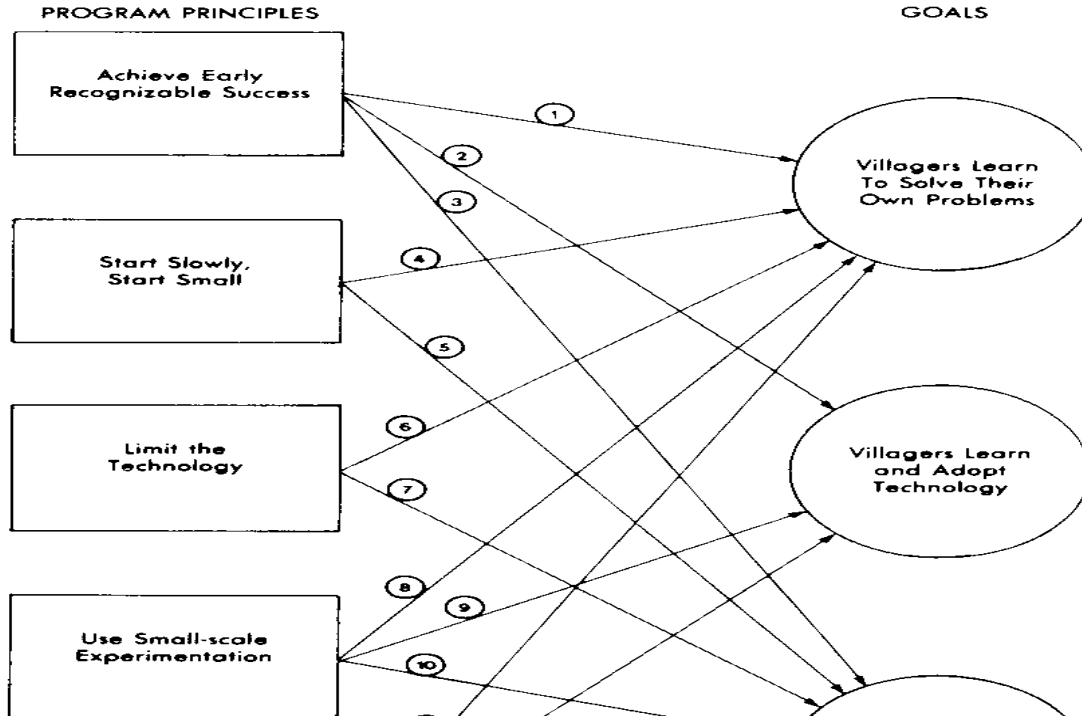 PROGRAM PRINCIPLES
GOALS
Achieve Early
Recognizable Success
1
2
3
Villagers Learn
To Solve Their
Own Problems
Start Slowly,
Start Small
4
5
Limit the
Technology
6
7
Villagers Learn
and Adopt
Technology
Use Small-scale
Experimentation
8
9
10